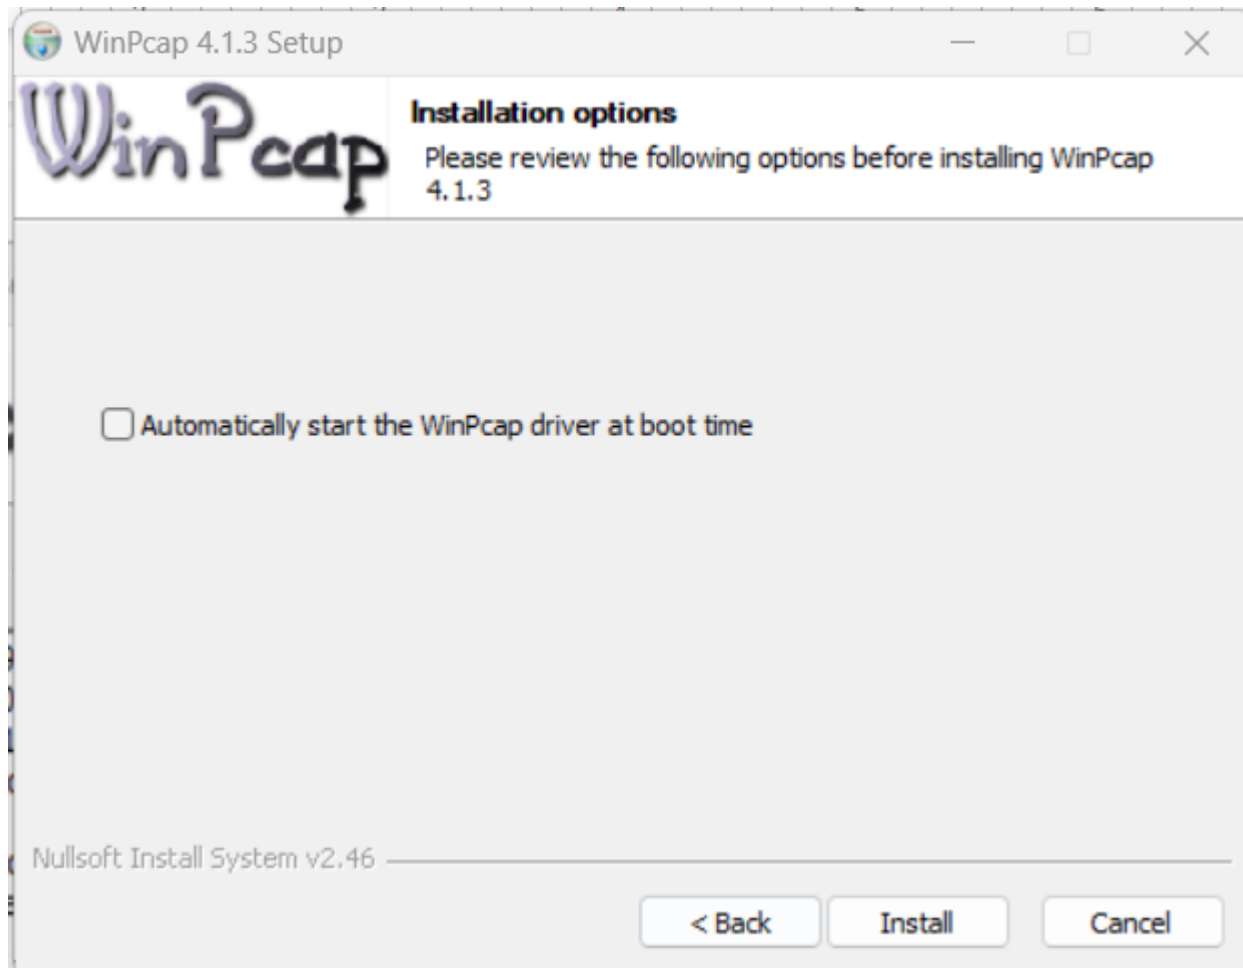 WinPcap 4.1.3 Setup
WinPcap
Installation options
Please review the following options before installing WinPcap
4.1.3
Automatically start the WinPcap driver at boot time
Nullsoft Install System v2.46
< Back
Install
Cancel